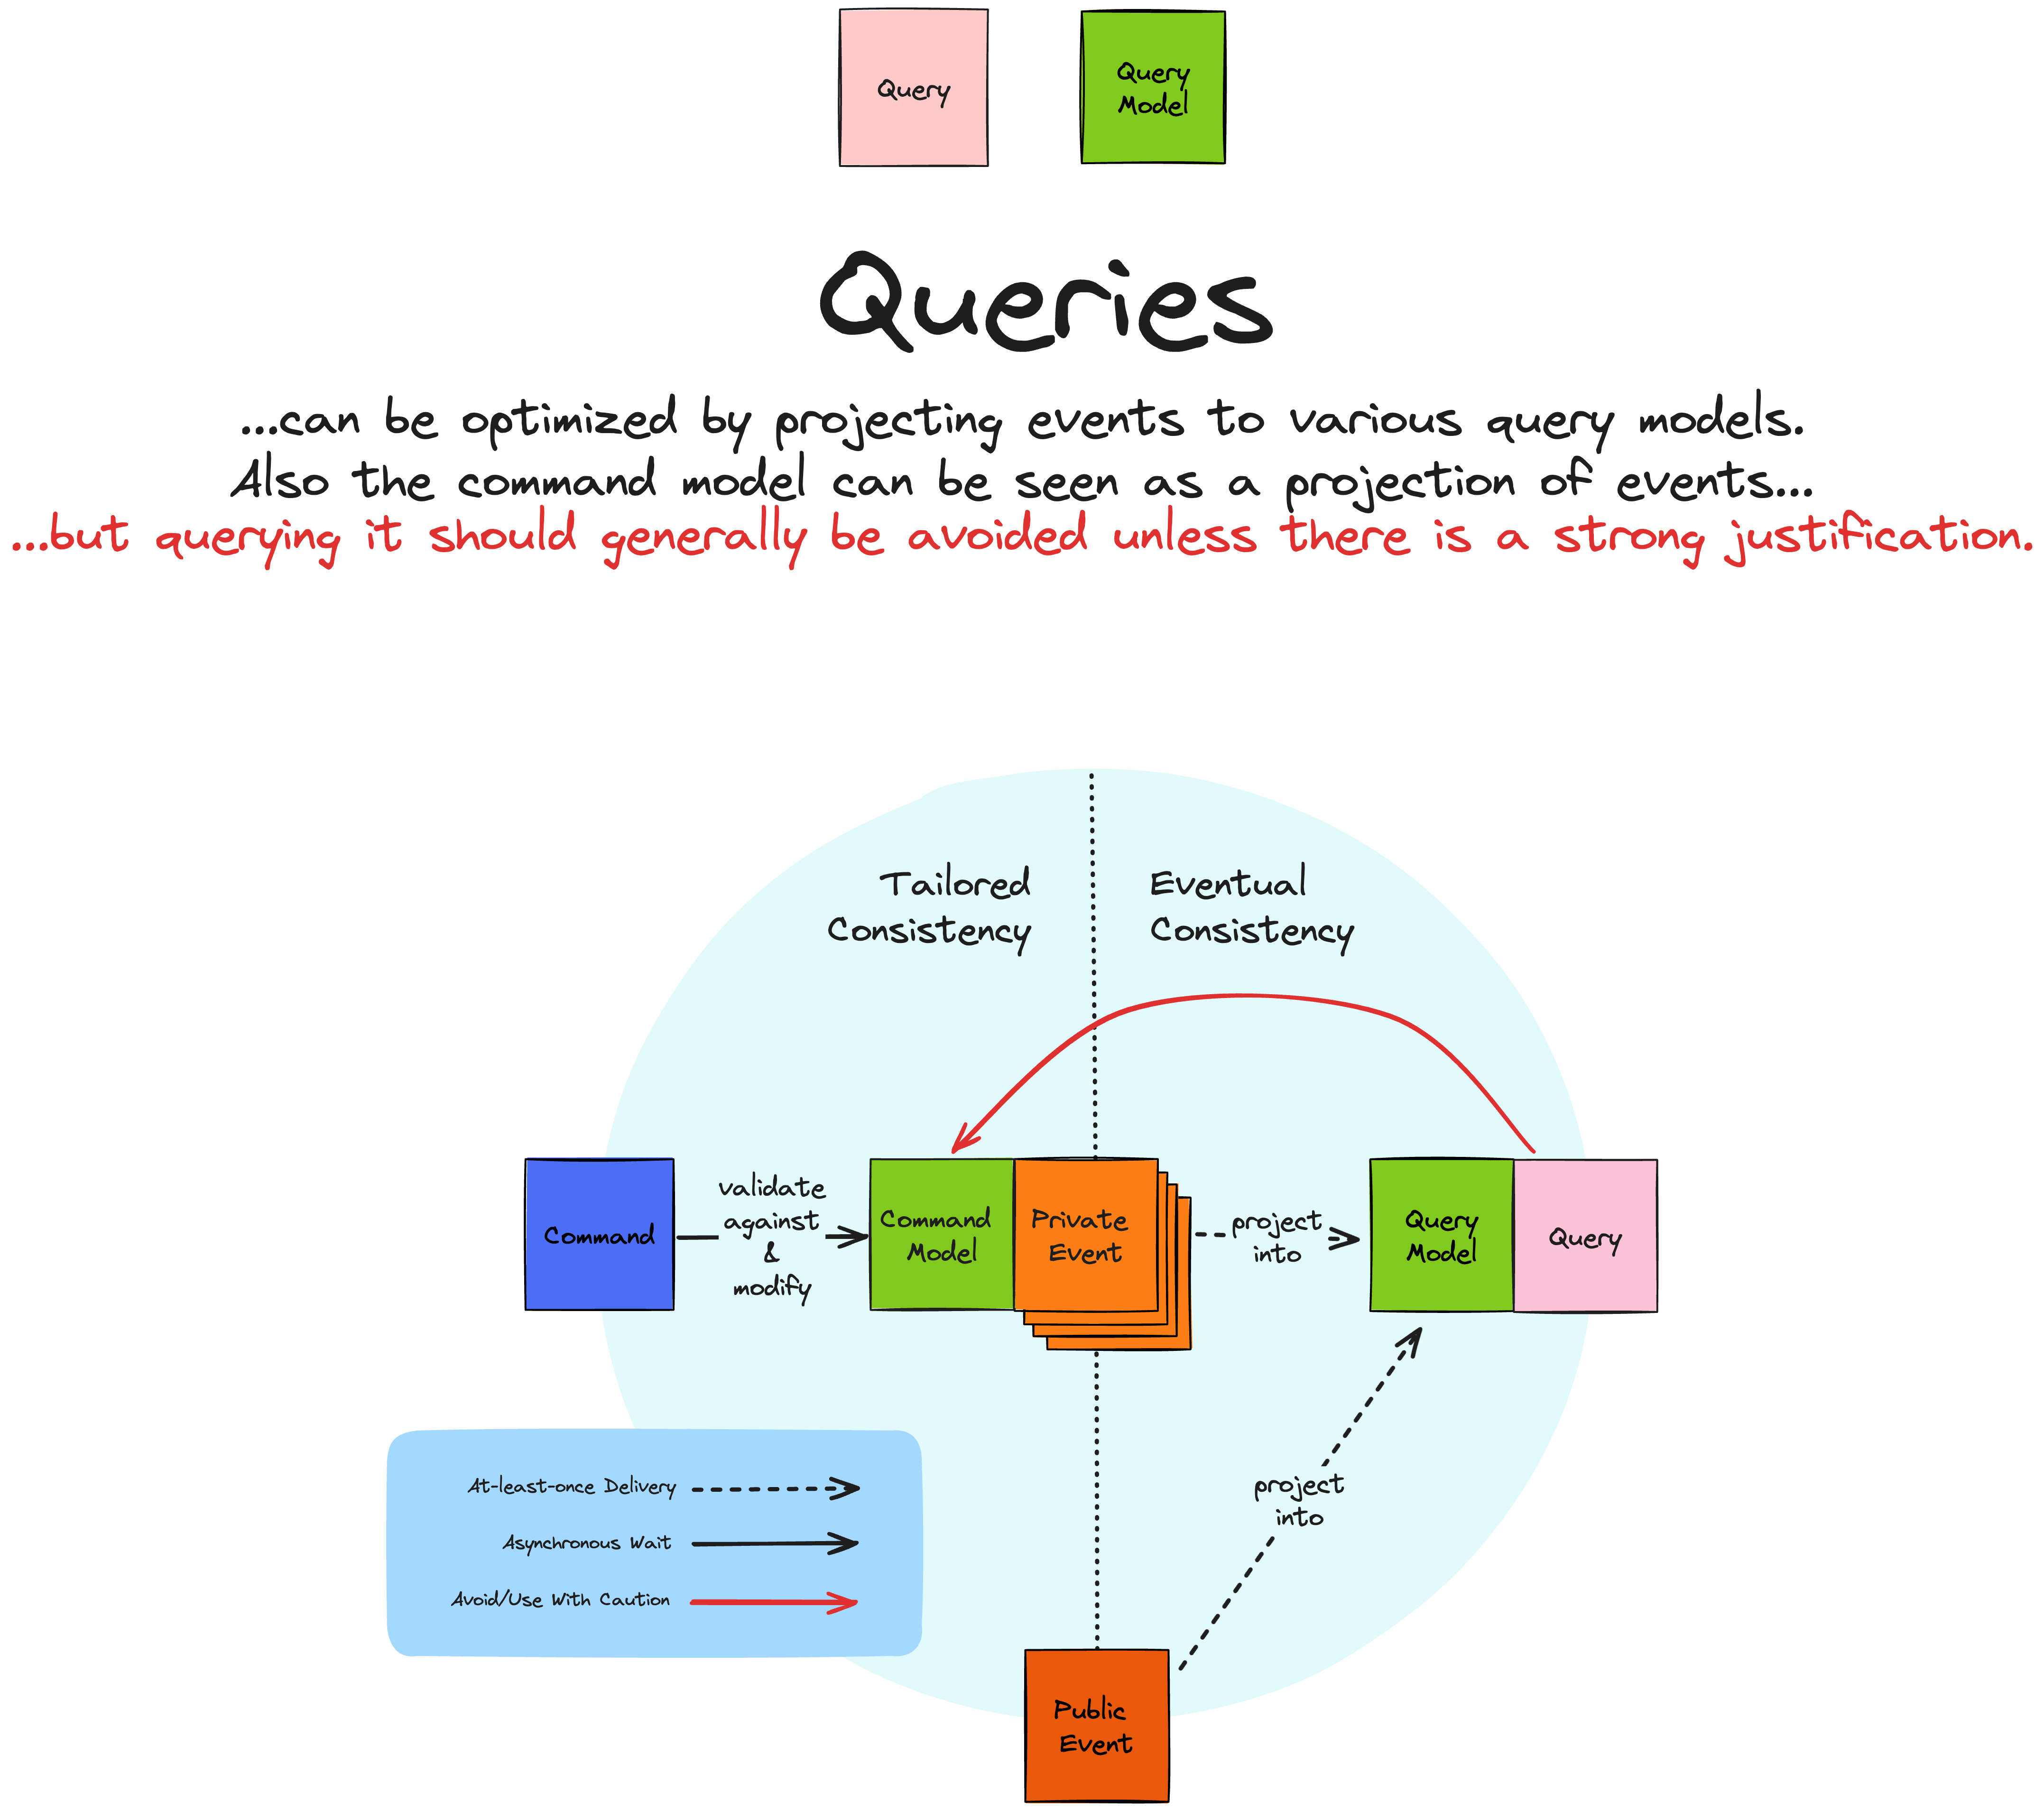 Query
Query
Model
Queries
...can be optimized by projecting events to various query models.
Also the command model can be seen as a projection of events...
...but querying it should generally be avoided unless there is a strong justification.
Tailored
Consistency
Eventual
Consistency
Command
validate
against
&
modify
Command
Model
Private
Event
project
into
Query
Model
Query
At-least-once Delivery
Asynchronous Wait
Avoid/Use With Caution
project
into
Public
Event